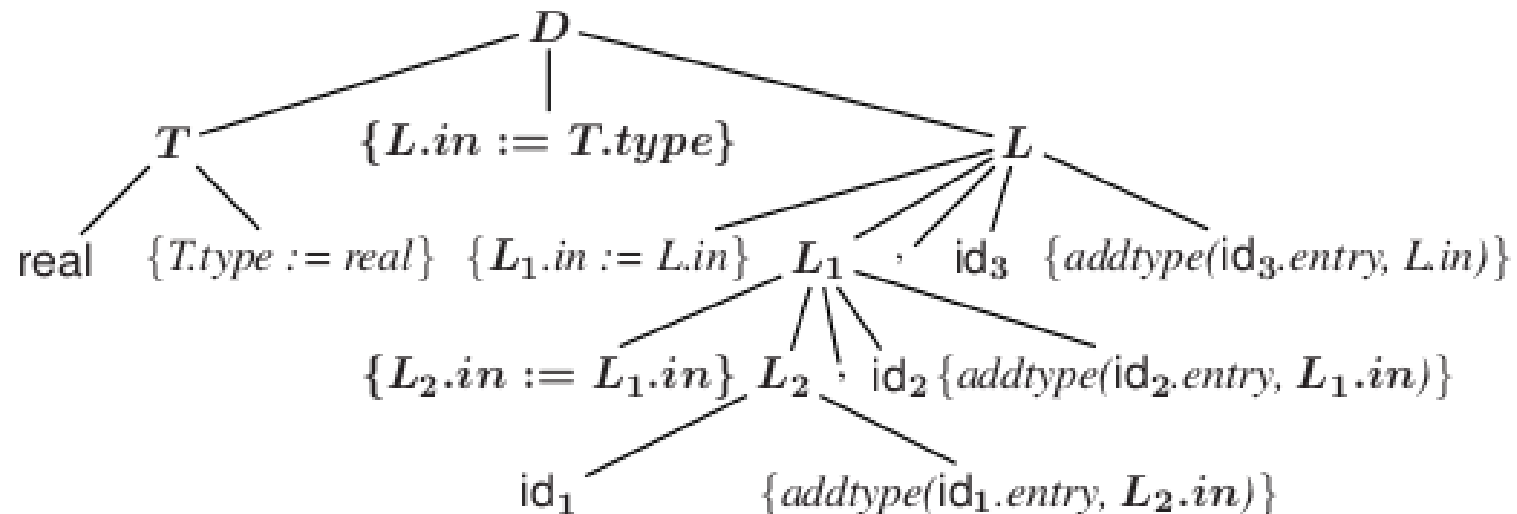 D
T {L.in := T.type} L
real {T.type := real} {L₁.in := L.in} L₁ , id₃ {addtype(id₃.entry, L.in)}
{L₂.in := L₁.in} L₂ , id₂ {addtype(id₂.entry, L₁.in)}
id₁ {addtype(id₁.entry, L₂.in)}